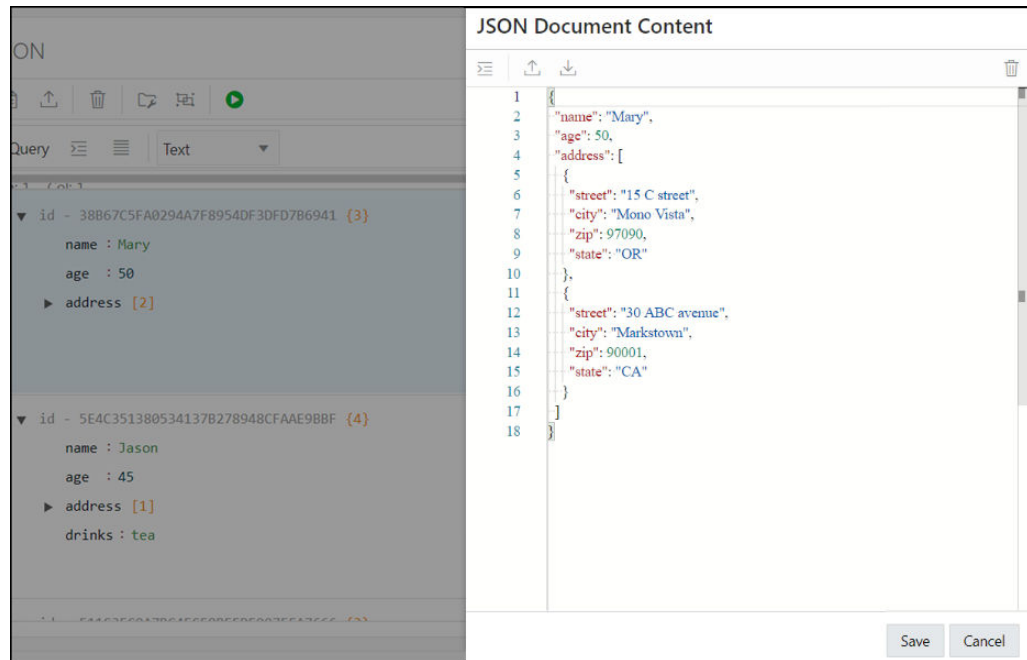 ON
Query
Text
id - 38B67C5FA0294A7F8954DF3DFD7B6941 {3}
name : Mary
age : 50
address [2]
id - 5E4C351380534137B278948CFAAE9BBF {4}
name : Jason
age : 45
address [1]
drinks : tea
JSON Document Content
1 {
2 "name": "Mary",
3 "age": 50,
4 "address": [
5 {
6 "street": "15 C street",
7 "city": "Mono Vista",
8 "zip": 97090,
9 "state": "OR"
10 },
11 {
12 "street": "30 ABC avenue",
13 "city": "Markstown",
14 "zip": 90001,
15 "state": "CA"
16 }
17 ]
18 }
Save Cancel